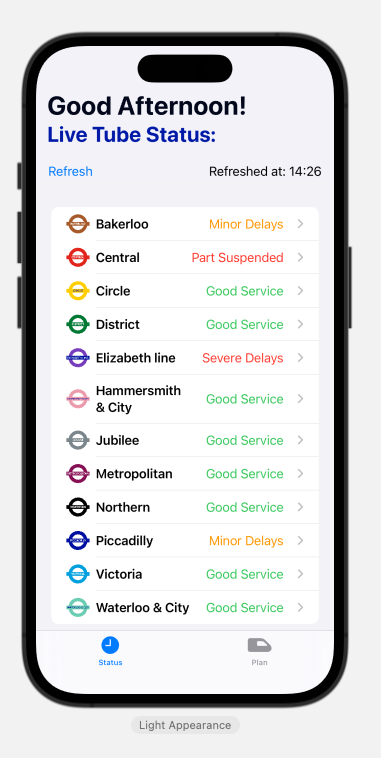 Good Afternoon!
Live Tube Status:
Refresh Refreshed at: 14:26
Bakerloo Minor Delays
Central Part Suspended
Circle Good Service
District Good Service
Elizabeth line Severe Delays
Hammersmith
& City Good Service
Jubilee Good Service
Metropolitan Good Service
Northern Good Service
Piccadilly Minor Delays
Victoria Good Service
Waterloo & City Good Service
Status Plan
Light Appearance